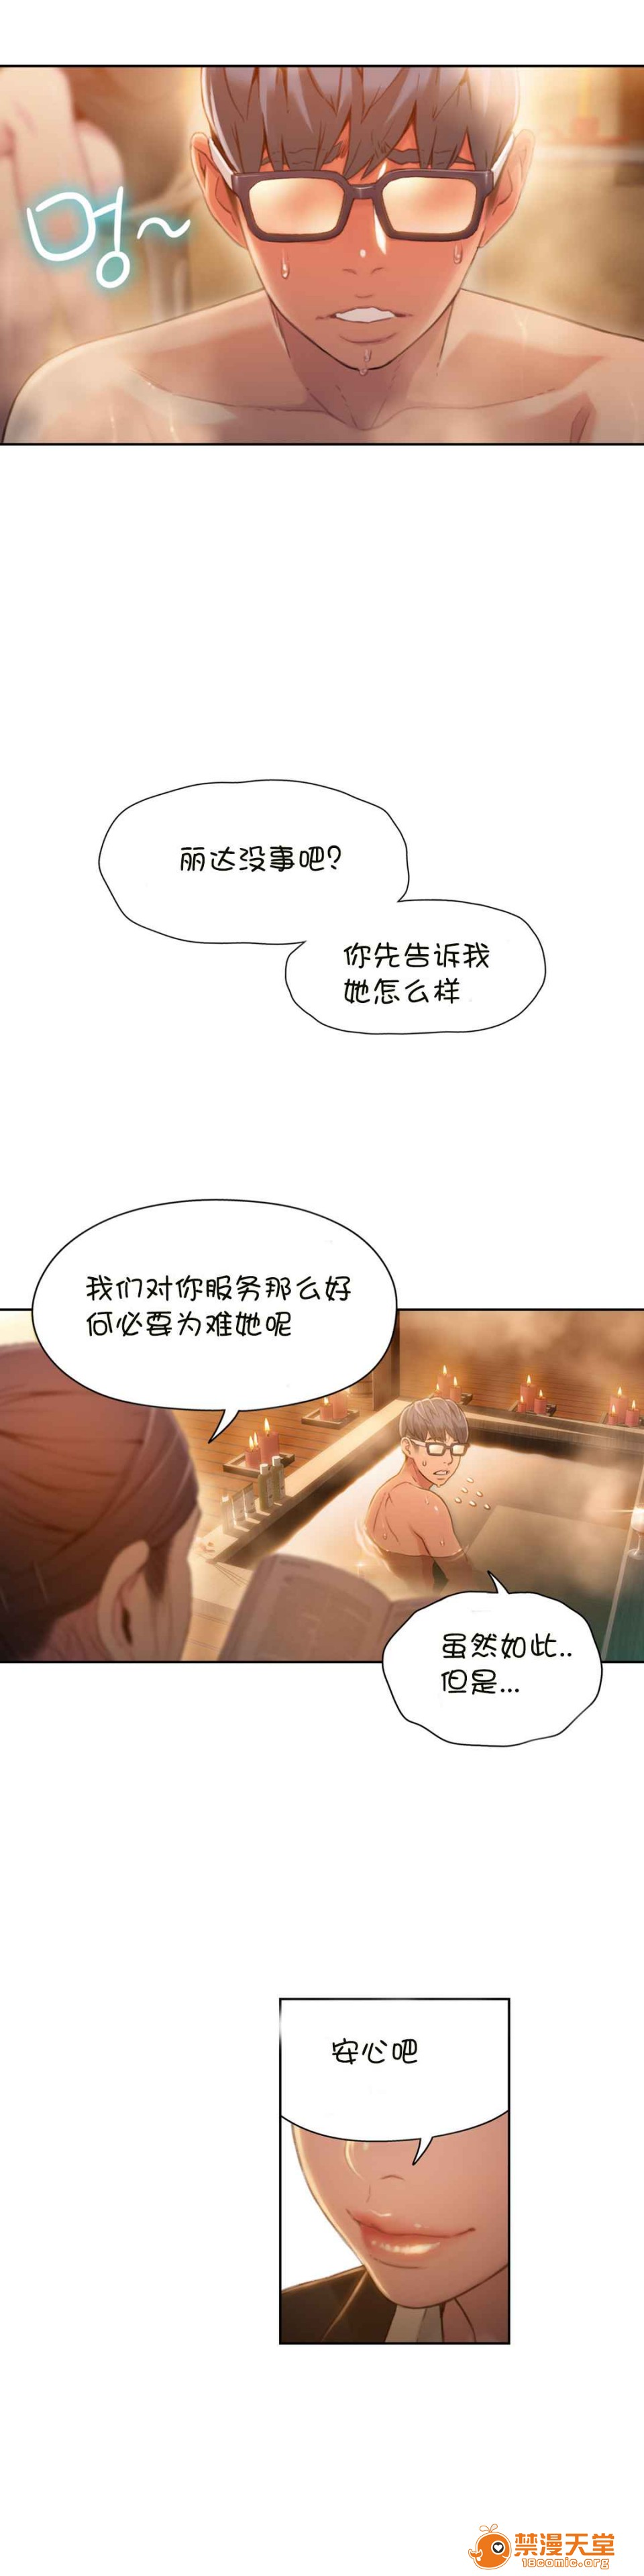 멍~
丽达没事吧?
你先告诉我
她怎么样
我们对你服务那么好
何必要为难她呢
虽然如此..
但是...
安心吧
禁漫天堂
18comic.org